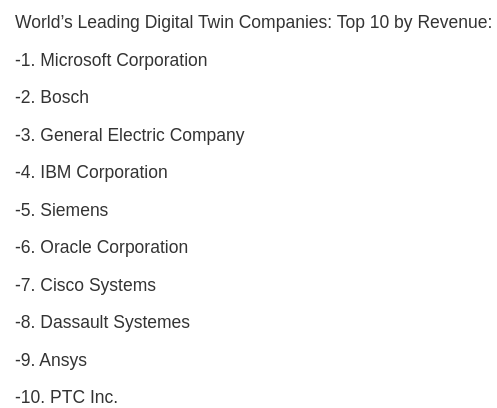 World’s Leading Digital Twin Companies: Top 10 by Revenue:
-1. Microsoft Corporation
-2. Bosch
-3. General Electric Company
-4. IBM Corporation
-5. Siemens
-6. Oracle Corporation
-7. Cisco Systems
-8. Dassault Systemes
-9. Ansys
-10. PTC Inc.